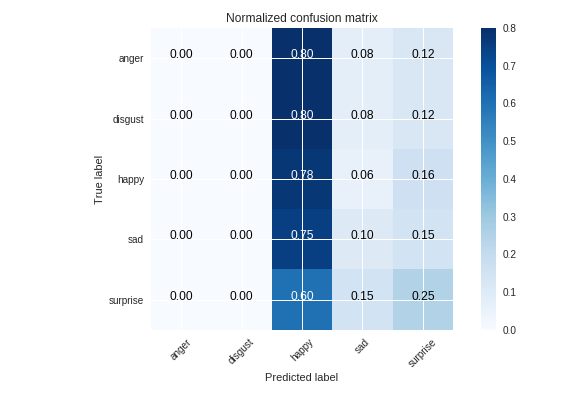 Normalized confusion matrix
anger 0.00 0.00 0.80 0.08 0.12
disgust 0.00 0.00 0.80 0.08 0.12
happy 0.00 0.00 0.78 0.06 0.16
sad 0.00 0.00 0.75 0.10 0.15
surprise 0.00 0.00 0.60 0.15 0.25
True label
anger disgust happy sad surprise
Predicted label
0.8
0.7
0.6
0.5
0.4
0.3
0.2
0.1
0.0